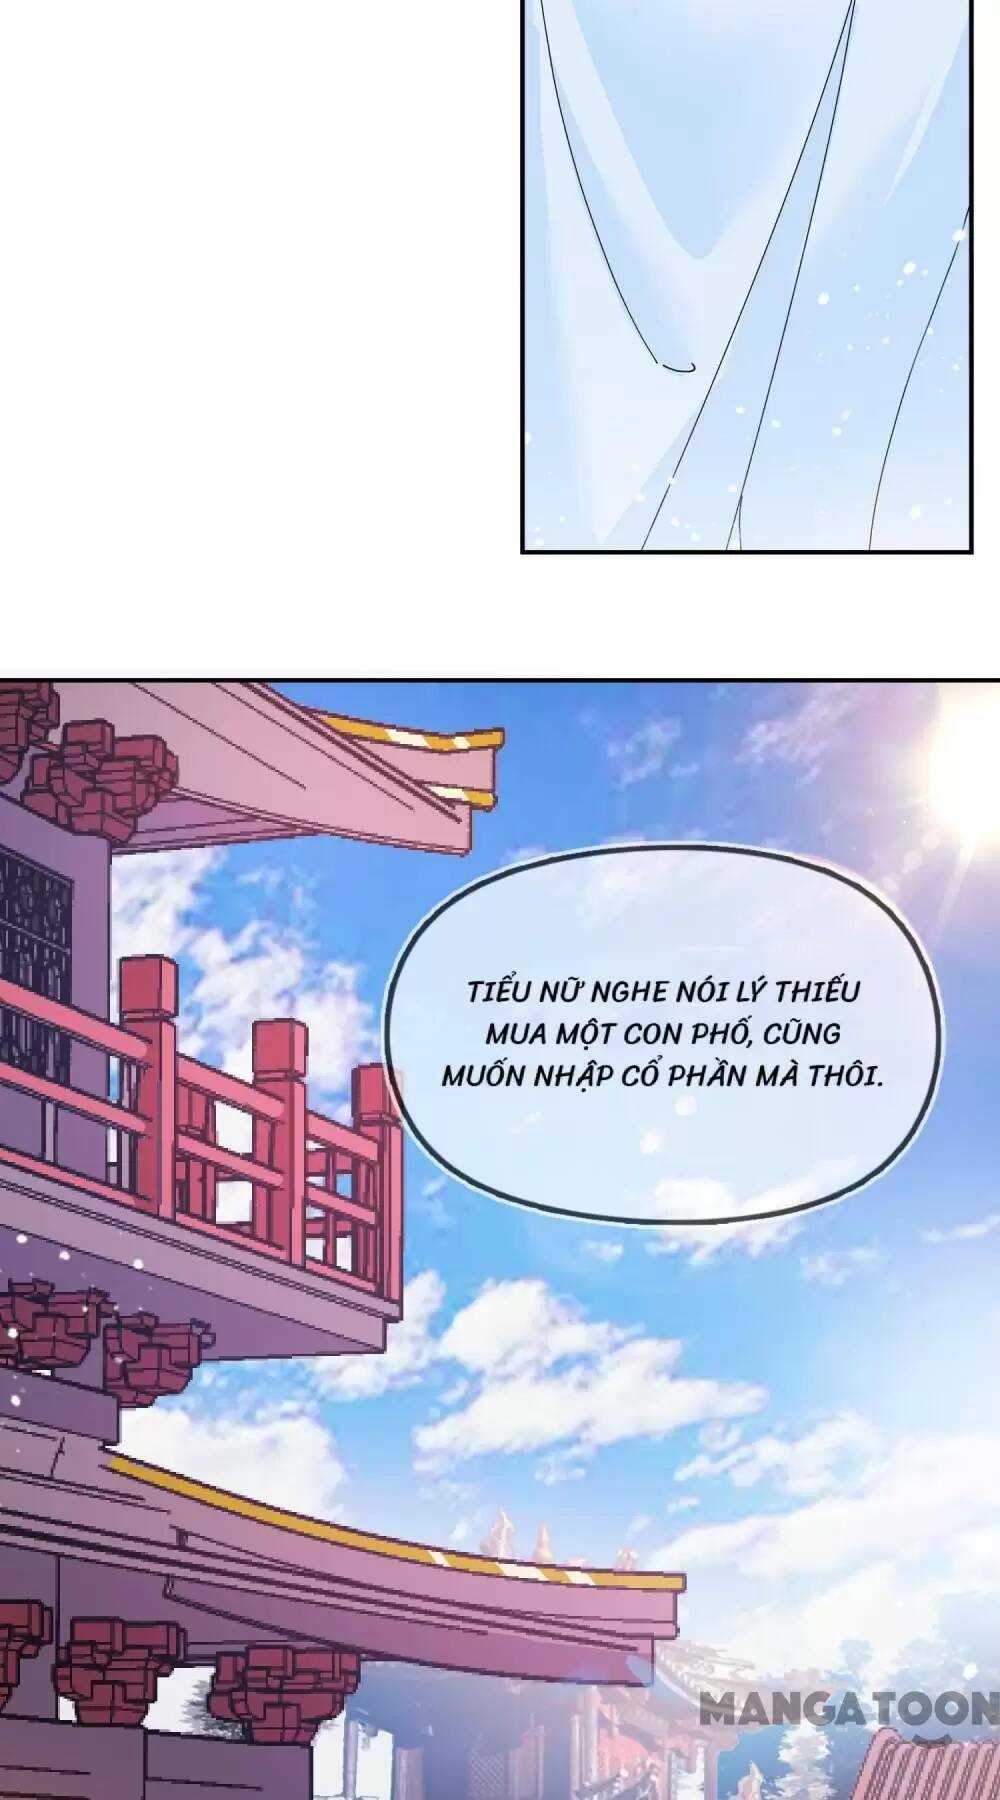 TIỂU NỮ NGHE NÓI LÝ THIẾU
MUA MỘT CON PHỐ, CŨNG
MUỐN NHẬP CỔ PHẦN MÀ THÔI.
MANGATOON